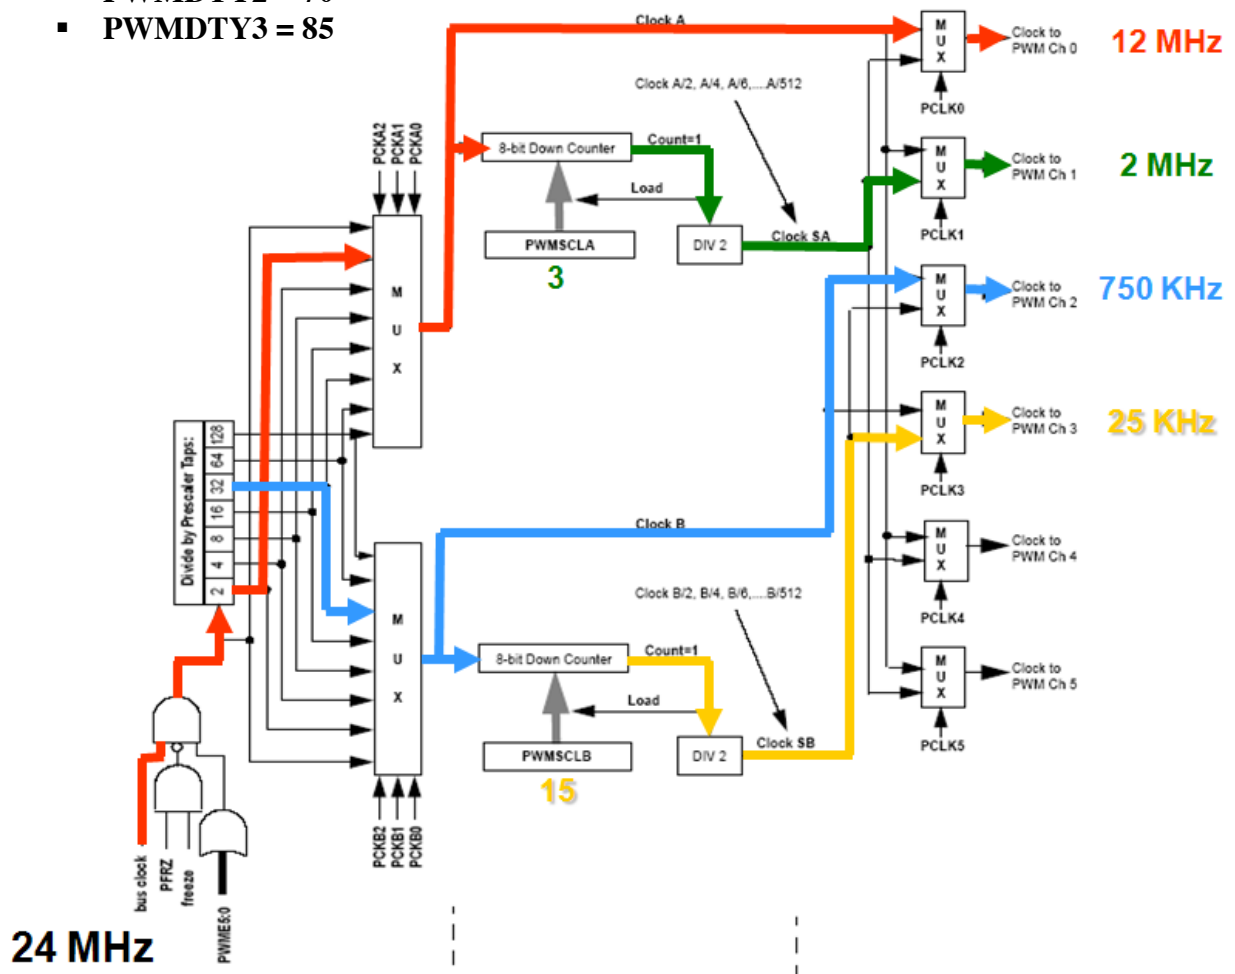 ▪ PWMDTY3 = 85
Clock A
M
U
X
Clock to
PWM Ch 0
12 MHz
PCLK0
Clock A/2, A/4, A/6,....A/512
PCKA2
PCKA1
PCKA0
8-bit Down Counter
Count=1
Load
PWMSCLA
3
DIV 2
Clock SA
M
U
X
Clock to
PWM Ch 1
2 MHz
PCLK1
M
U
X
Clock to
PWM Ch 2
750 KHz
PCLK2
M
U
X
M
U
X
Clock to
PWM Ch 3
25 KHz
PCLK3
Divide by Prescaler Taps:
128
64
32
16
8
4
2
Clock B
M
U
X
Clock to
PWM Ch 4
PCLK4
Clock B/2, B/4, B/6,....B/512
M
U
X
8-bit Down Counter
Count=1
Load
PWMSCLB
15
DIV 2
Clock SB
M
U
X
Clock to
PWM Ch 5
PCLK5
PCKB2
PCKB1
PCKB0
bus clock
PFRZ
freeze
PWME5:0
24 MHz